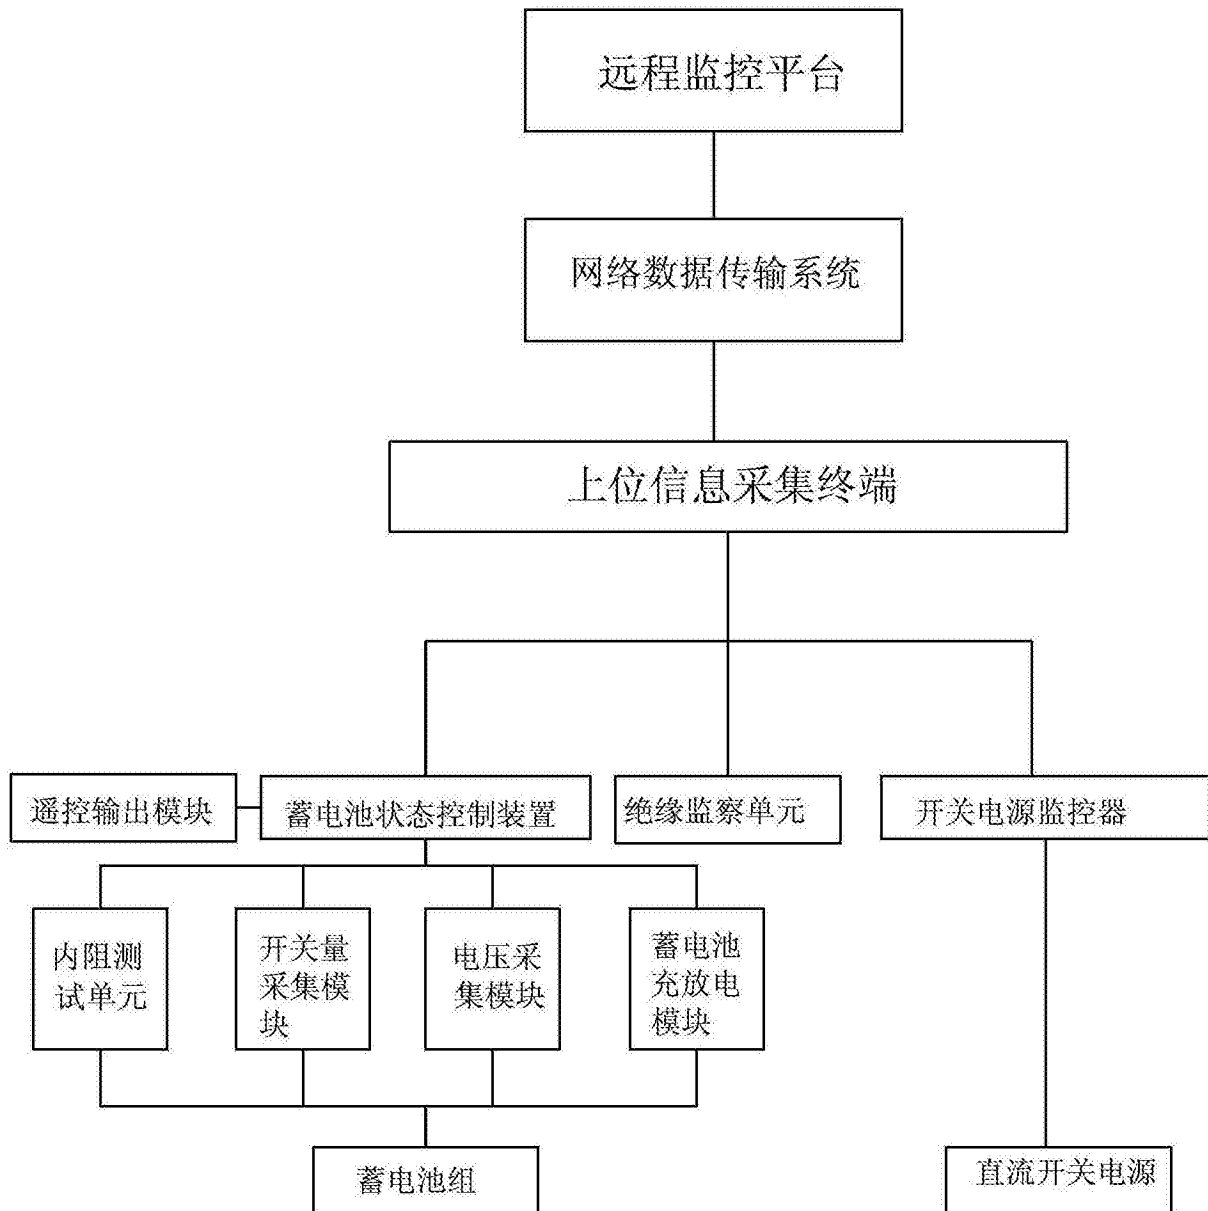 远程监控平台
网络数据传输系统
上位信息采集终端
遥控输出模块
蓄电池状态控制装置
绝缘监察单元
开关电源监控器
内阻测
试单元
开关量
采集模
块
电压采
集模块
蓄电池
充放电
模块
蓄电池组
直流开关电源